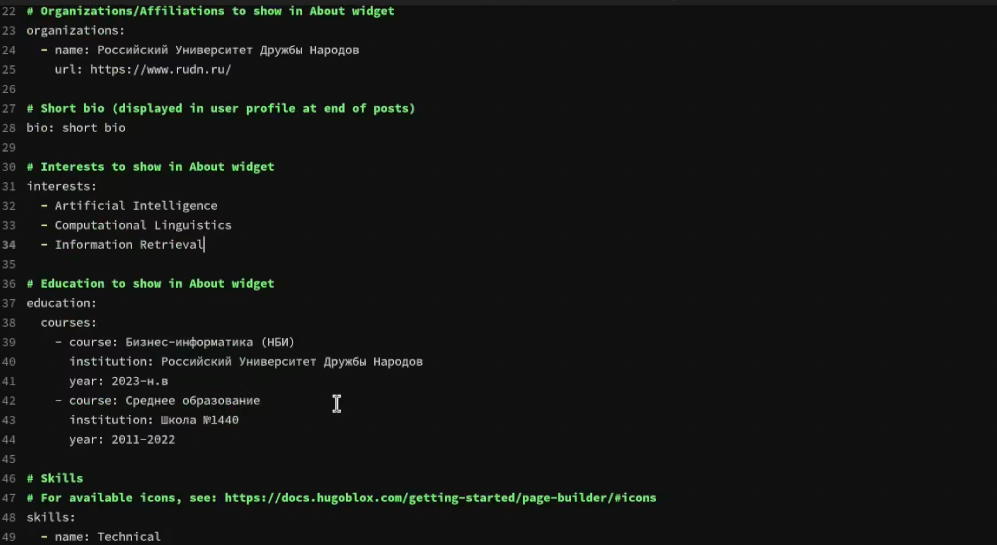 22 # Organizations/Affiliations to show in About widget
23 organizations:
24   - name: Российский Университет Дружбы Народов
25     url: https://www.rudn.ru/
26
27 # Short bio (displayed in user profile at end of posts)
28 bio: short bio
29
30 # Interests to show in About widget
31 interests:
32   - Artificial Intelligence
33   - Computational Linguistics
34   - Information Retrieval
35
36 # Education to show in About widget
37 education:
38   courses:
39     - course: Бизнес-информатика (НБИ)
40       institution: Российский Университет Дружбы Народов
41       year: 2023-н.в
42     - course: Среднее образование
43       institution: Школа №1440
44       year: 2011-2022
45
46 # Skills
47 # For available icons, see: https://docs.hugoblox.com/getting-started/page-builder/#icons
48 skills:
49   - name: Technical